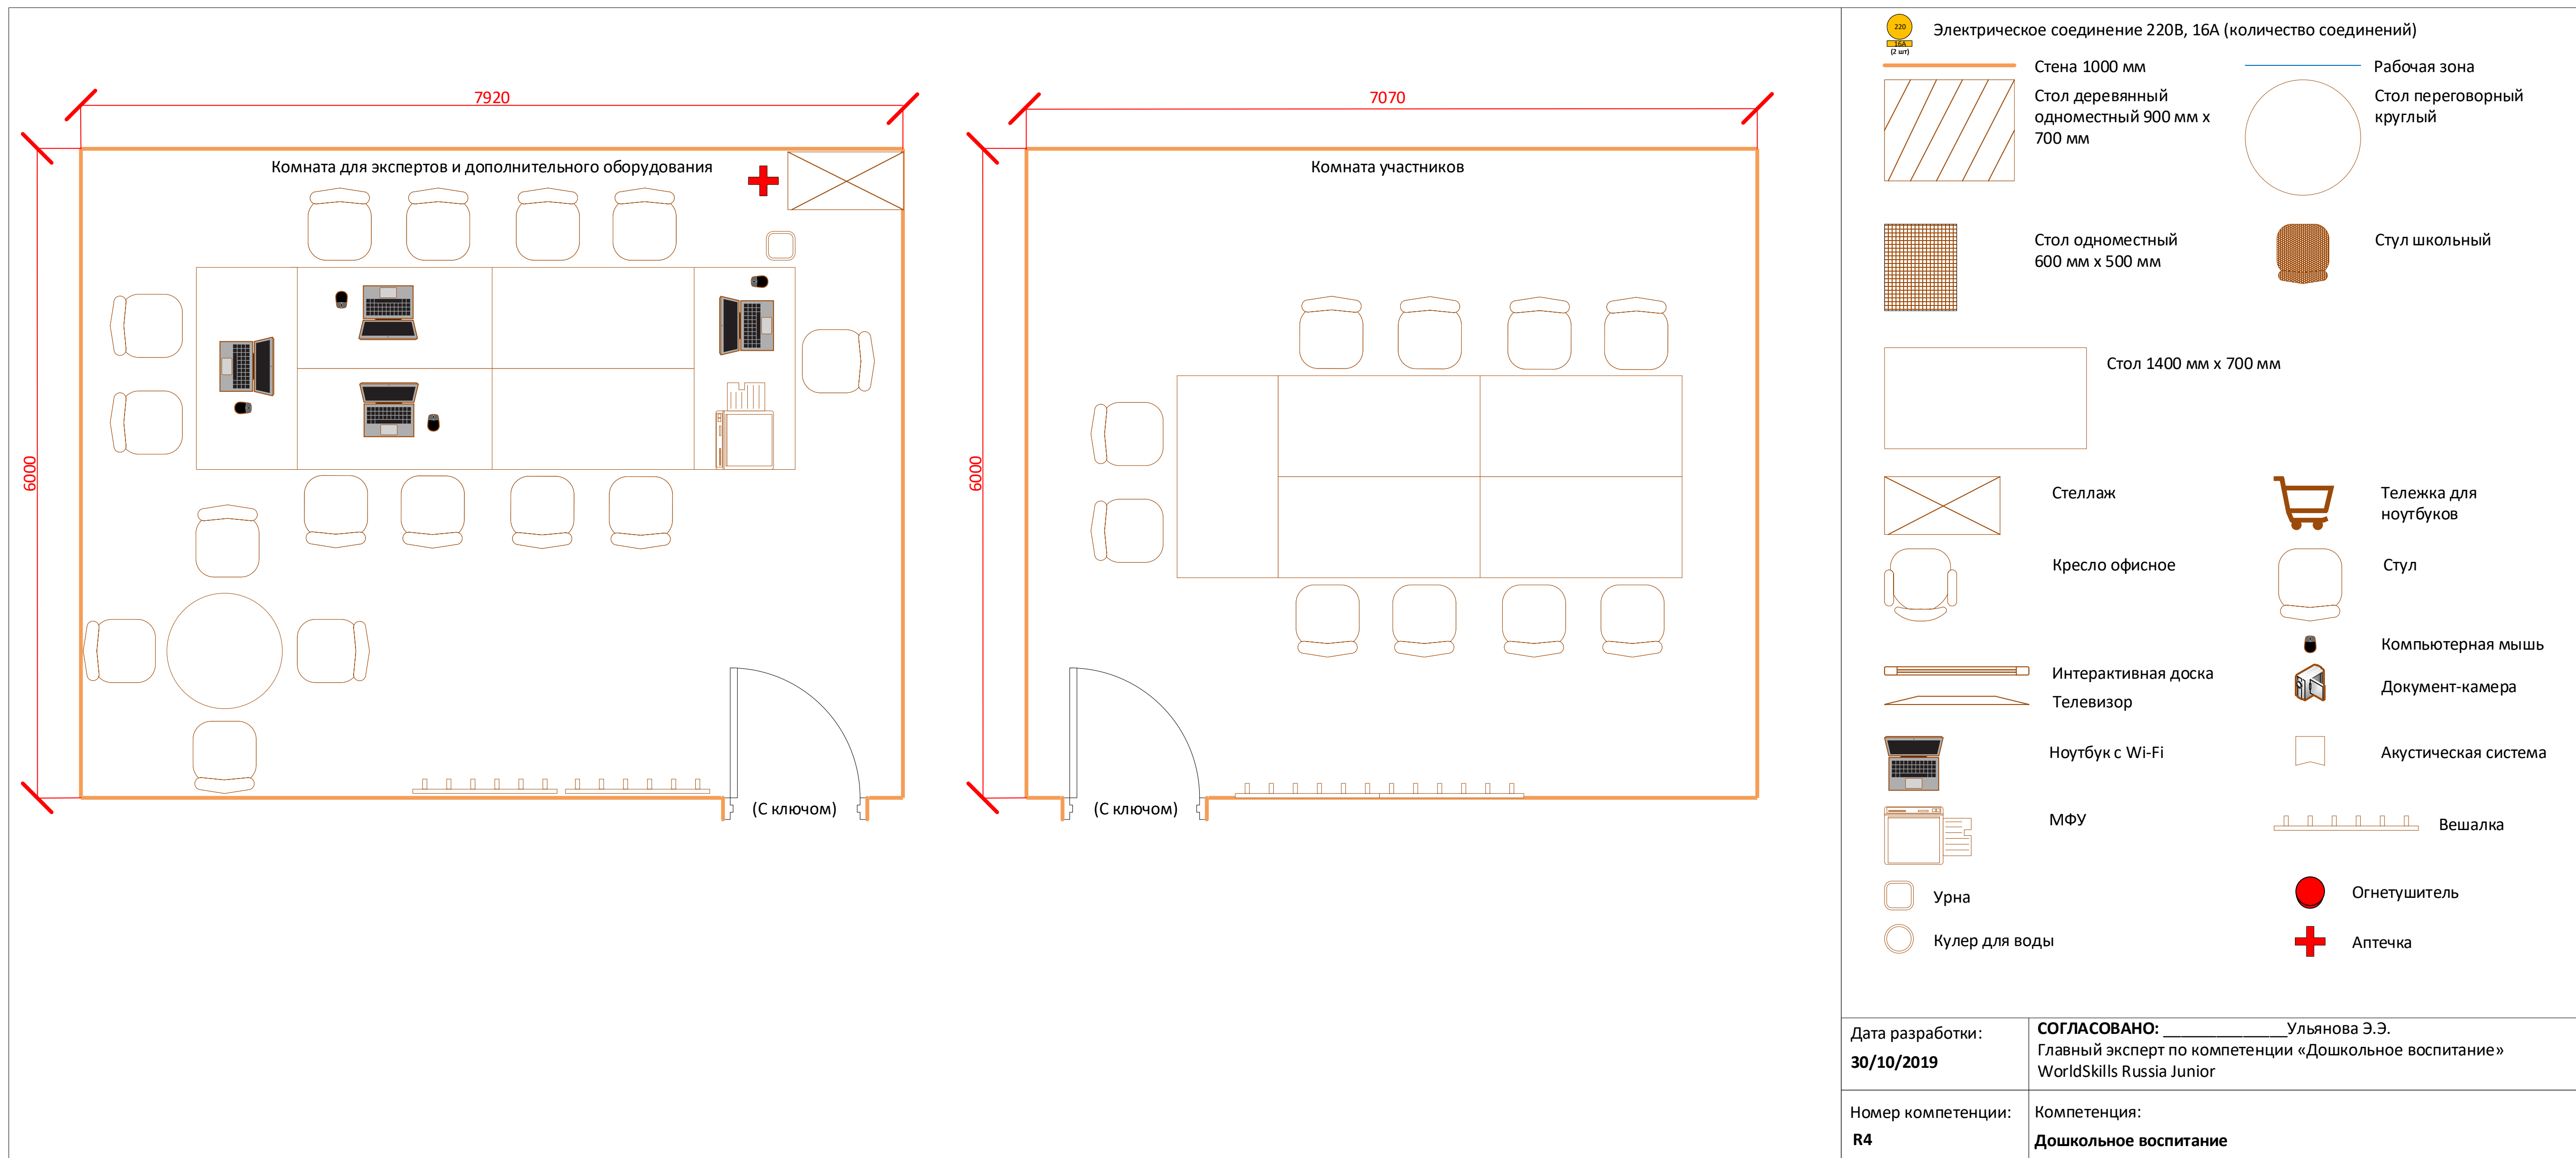 7920
7070
Комната для экспертов и дополнительного оборудования
Комната участников
6000
6000
(С ключом)
(С ключом)
220
16А
(2 шт)
Электрическое соединение 220В, 16А (количество соединений)
Стена 1000 мм
Рабочая зона
Стол деревянный
одноместный 900 мм х
700 мм
Стол переговорный
круглый
Стол одноместный
600 мм х 500 мм
Стул школьный
Стол 1400 мм х 700 мм
Стеллаж
Тележка для
ноутбуков
Кресло офисное
Стул
Компьютерная мышь
Интерактивная доска
Документ-камера
Телевизор
Ноутбук с Wi-Fi
Акустическая система
МФУ
Вешалка
Урна
Огнетушитель
Кулер для воды
Аптечка
Дата разработки:
30/10/2019
СОГЛАСОВАНО: _______________Ульянова Э.Э.
Главный эксперт по компетенции «Дошкольное воспитание»
WorldSkills Russia Junior
Номер компетенции:
R4
Компетенция:
Дошкольное воспитание